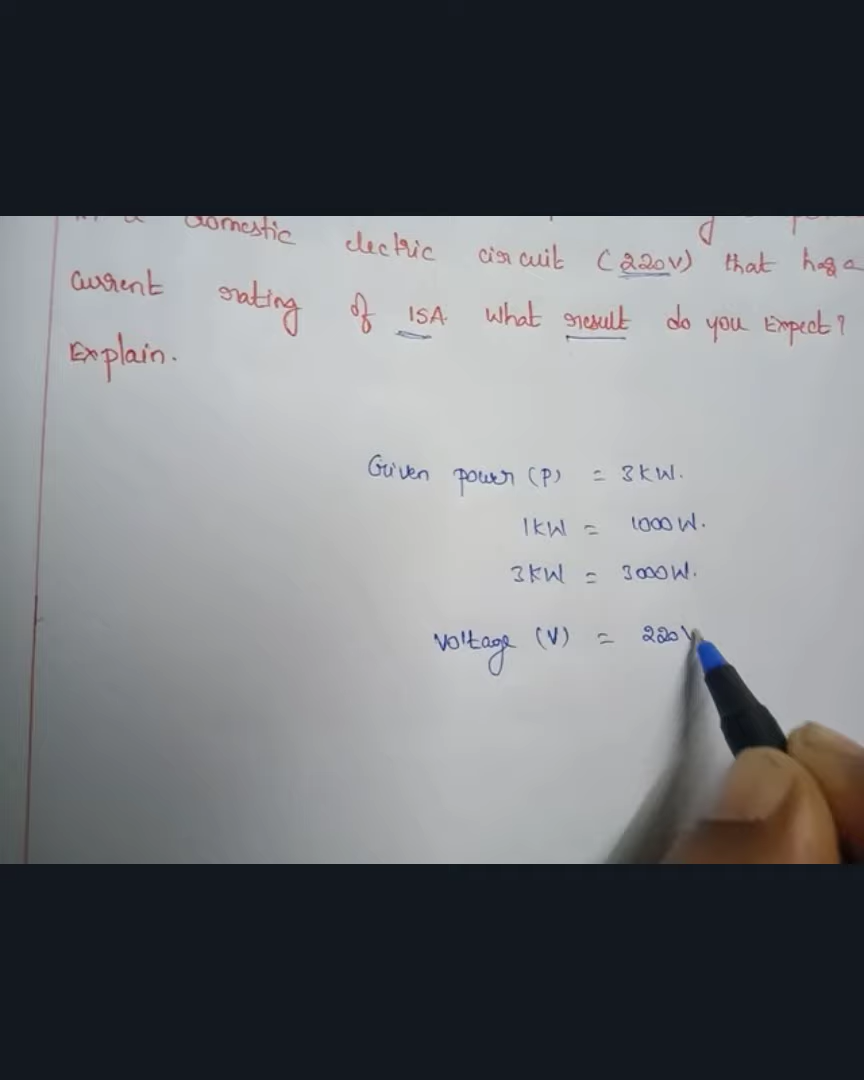 domestic electric circuit (220V) that has a
current rating of 15A. What result do you Expect?
Explain.
Given power (P) = 3KW.
1KW = 1000W.
3KW = 3000W.
Voltage (V) = 220V